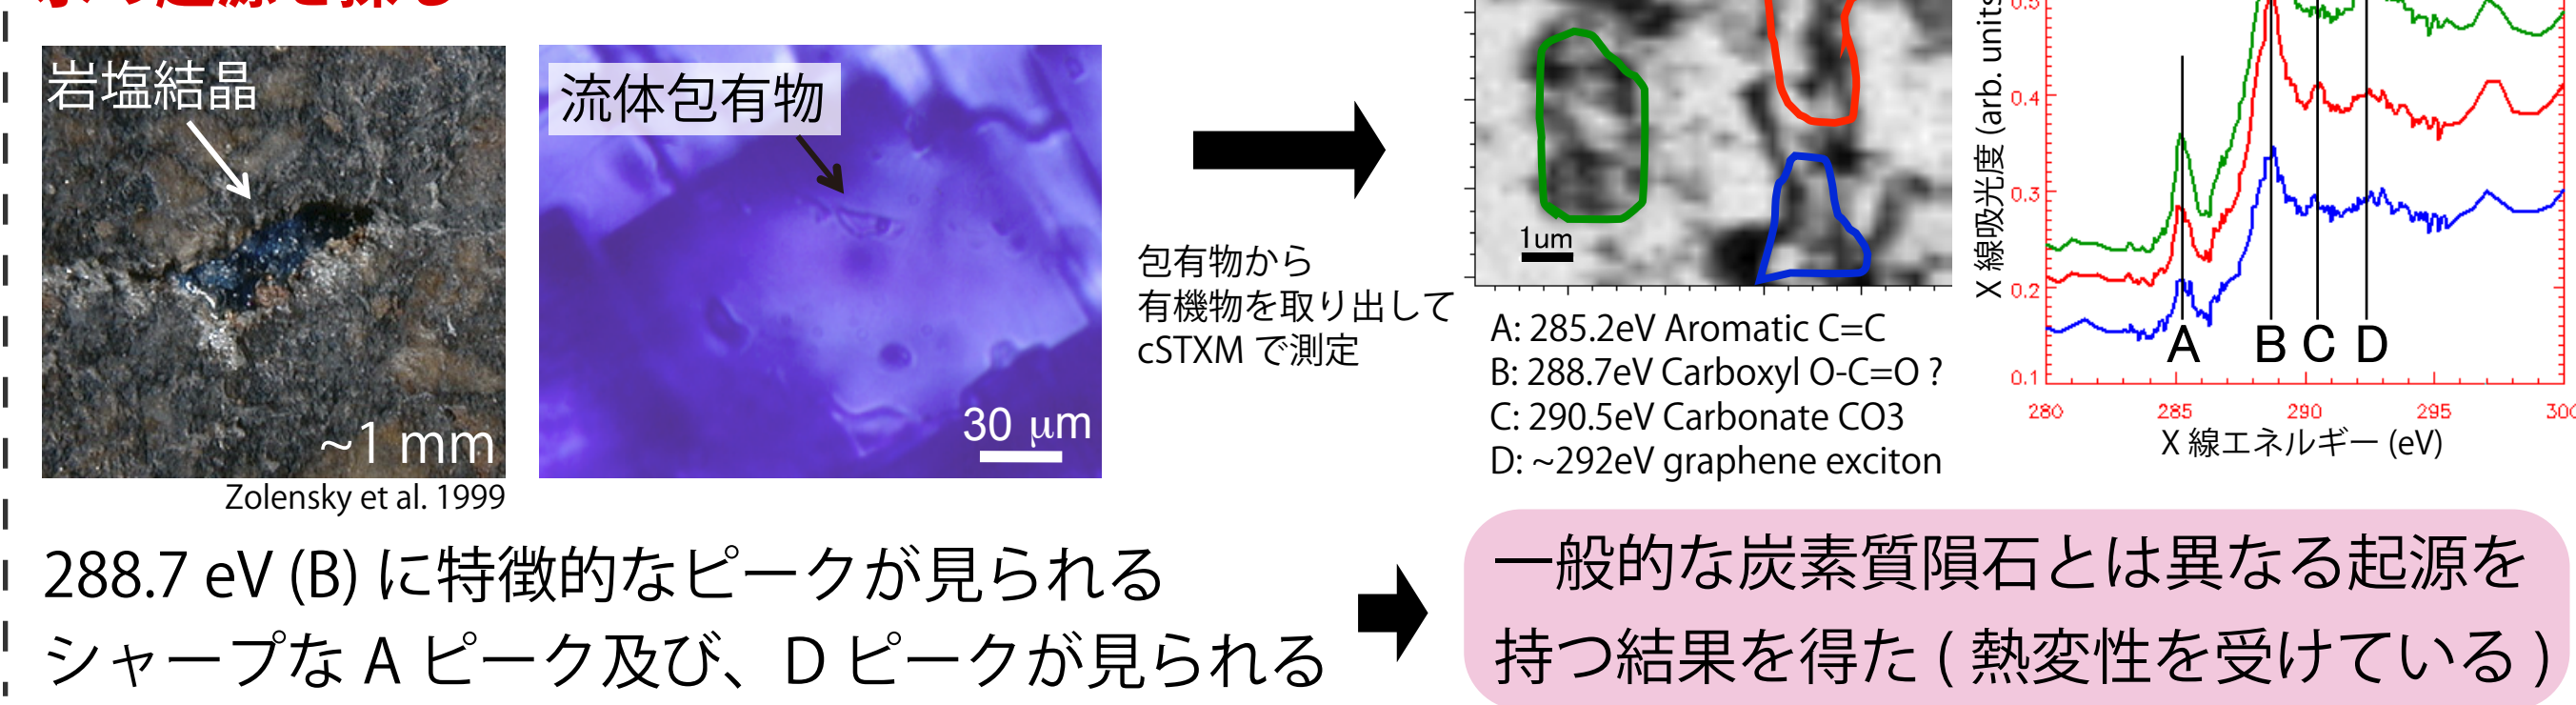 岩塩結晶
~1 mm
Zolensky et al. 1999
流体包有物
30 μm
包有物から
有機物を取り出して
cSTXM で測定
1um
A: 285.2eV Aromatic C=C
B: 288.7eV Carboxyl O-C=O ?
C: 290.5eV Carbonate CO3
D: ~292eV graphene exciton
X 線吸光度 (arb. units
0.5
0.4
0.3
0.2
0.1
A B C D
280 285 290 295 300
X 線エネルギー (eV)
288.7 eV (B) に特徴的なピークが見られる
シャープな A ピーク及び、D ピークが見られる
一般的な炭素質隕石とは異なる起源を
持つ結果を得た ( 熱変性を受けている )